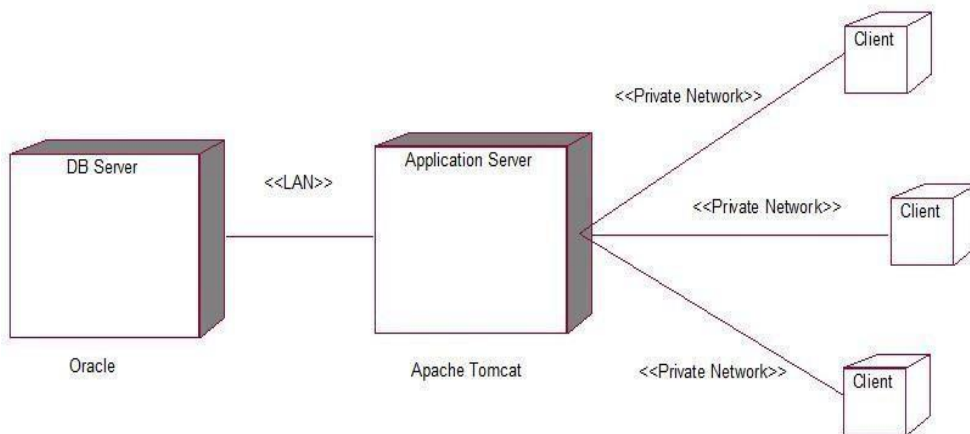 Client
<<Private Network>>
DB Server
Application Server
<<LAN>>
<<Private Network>>
Client
Oracle
Apache Tomcat
<<Private Network>>
Client